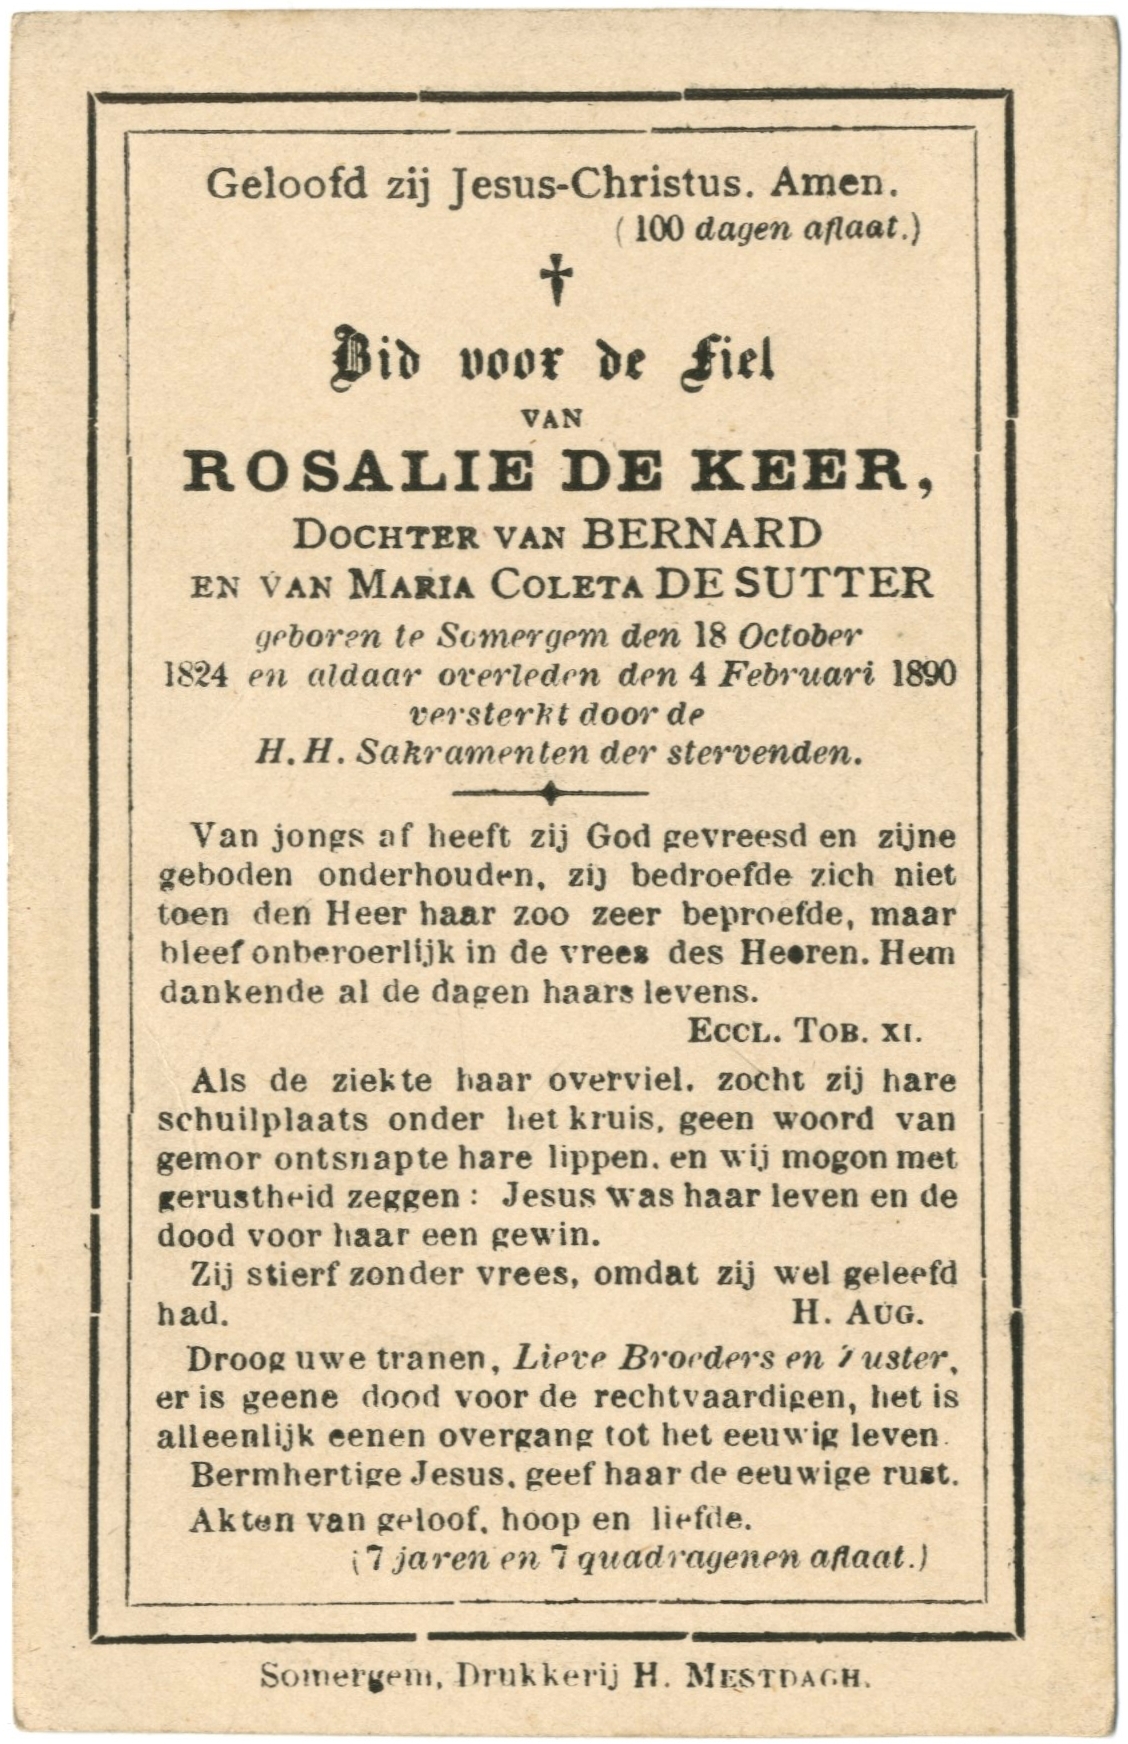 Geloofd zij Jesus-Christus. Amen.
(100 dagen aflaat.)
†
Bid voor de Ziel
VAN
ROSALIE DE KEER,
DOCHTER VAN BERNARD
EN VAN MARIA COLETA DE SUTTER
geboren te Somergem den 18 October
1824 en aldaar overleden den 4 Februari 1890
versterkt door de
H. H. Sakramenten der stervenden.
Van jongs af heeft zij God gevreesd en zijne
geboden onderhouden, zij bedroefde zich niet
toen den Heer haar zoo zeer beproefde, maar
bleef onberoerlijk in de vrees des Heeren. Hem
dankende al de dagen haars levens.
ECCL. TOB. XI.
Als de ziekte haar overviel. zocht zij hare
schuilplaats onder het kruis, geen woord van
gemor ontsnapte hare lippen. en wij mogon met
gerustheid zeggen : Jesus was haar leven en de
dood voor haar een gewin.
Zij stierf zonder vrees, omdat zij wel geleefd
had. H. AUG.
Droog uwe tranen, Lieve Broeders en Zuster,
er is geene dood voor de rechtvaardigen, het is
alleenlijk eenen overgang tot het eeuwig leven.
Bermhertige Jesus, geef haar de eeuwige rust.
Akten van geloof, hoop en liefde.
(7 jaren en 7 quadragenen aflaat.)
Somergem, Drukkerij H. MESTDAGH.